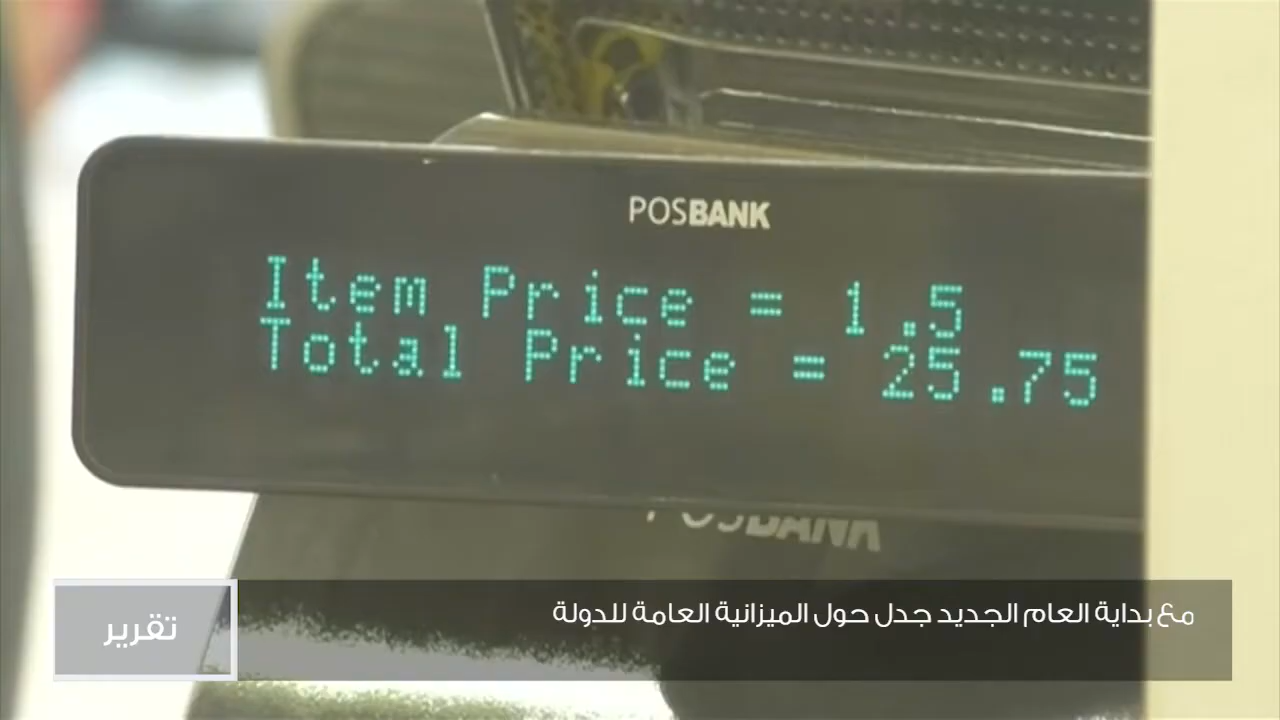 POSBANK
Item Price = 1.5
Total Price = 25.75
POSBANK
مع بداية العام الجديد جدل حول الميزانية العامة للدولة
تقرير